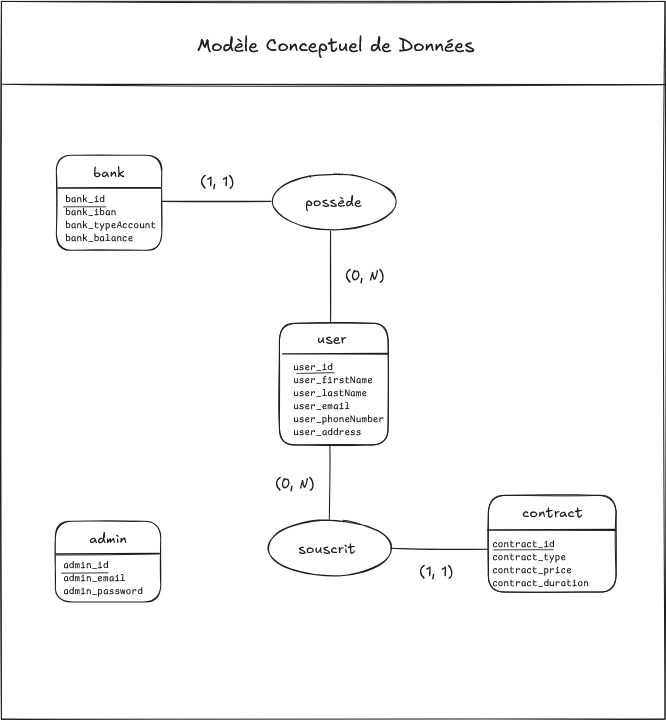 Modèle Conceptuel de Données
bank
bank_id
bank_iban
bank_typeAccount
bank_balance
(1, 1)
possède
(0, N)
user
user_id
user_firstName
user_lastName
user_email
user_phoneNumber
user_address
(0, N)
souscrit
(1, 1)
contract
contract_id
contract_type
contract_price
contract_duration
admin
admin_id
admin_email
admin_password